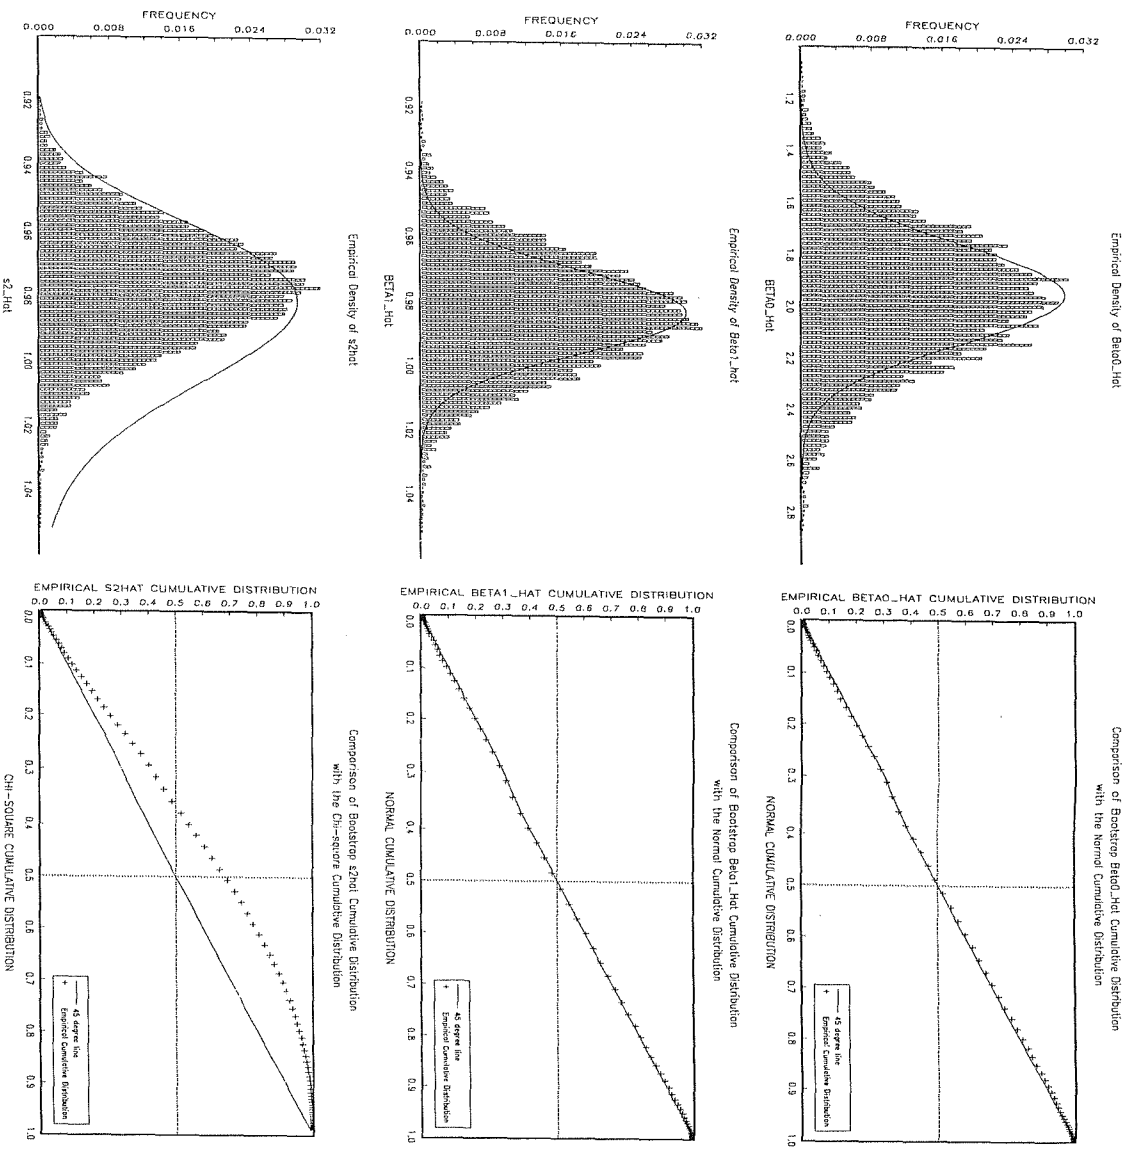 Empirical Density of Beta0_Hat
FREQUENCY
0.000 0.008 0.016 0.024 0.032
1.2 1.4 1.6 1.8 2.0 2.2 2.4 2.6 2.8
BETA0_Hat
Comparison of Bootstrap Beta0_Hat Cumulative Distribution
with the Normal Cumulative Distribution
EMPIRICAL BETA0_HAT CUMULATIVE DISTRIBUTION
0.0 0.1 0.2 0.3 0.4 0.5 0.6 0.7 0.8 0.9 1.0
0.0 0.1 0.2 0.3 0.4 0.5 0.6 0.7 0.8 0.9 1.0
NORMAL CUMULATIVE DISTRIBUTION
45 degree line
Empirical Cumulative Distribution
Empirical Density of Beta1_hat
FREQUENCY
0.000 0.008 0.016 0.024 0.032
0.92 0.94 0.96 0.98 1.00 1.02 1.04
BETA1_Hat
Comparison of Bootstrap Beta1_Hat Cumulative Distribution
with the Normal Cumulative Distribution
EMPIRICAL BETA1_HAT CUMULATIVE DISTRIBUTION
0.0 0.1 0.2 0.3 0.4 0.5 0.6 0.7 0.8 0.9 1.0
0.0 0.1 0.2 0.3 0.4 0.5 0.6 0.7 0.8 0.9 1.0
NORMAL CUMULATIVE DISTRIBUTION
45 degree line
Empirical Cumulative Distribution
Empirical Density of s2hat
FREQUENCY
0.000 0.008 0.016 0.024 0.032
0.92 0.94 0.96 0.98 1.00 1.02 1.04
s2_Hat
Comparison of Bootstrap s2hat Cumulative Distribution
with the Chi-square Cumulative Distribution
EMPIRICAL S2HAT CUMULATIVE DISTRIBUTION
0.0 0.1 0.2 0.3 0.4 0.5 0.6 0.7 0.8 0.9 1.0
0.0 0.1 0.2 0.3 0.4 0.5 0.6 0.7 0.8 0.9 1.0
CHI-SQUARE CUMULATIVE DISTRIBUTION
45 degree line
Empirical Cumulative Distribution